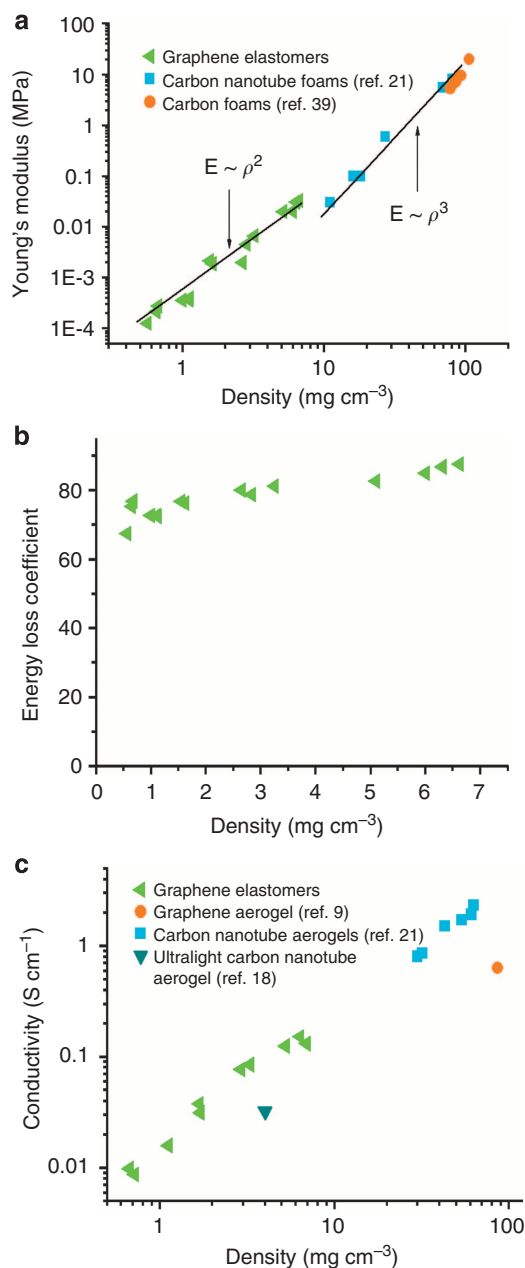 a
Graphene elastomers
Carbon nanotube foams (ref. 21)
Carbon foams (ref. 39)
E ~ ρ²
E ~ ρ³
Young's modulus (MPa)
100
10
1
0.1
0.01
1E–3
1E–4
1 10 100
Density (mg cm⁻³)
b
Energy loss coefficient
80
60
40
20
0
0 1 2 3 4 5 6 7
Density (mg cm⁻³)
c
Graphene elastomers
Graphene aerogel (ref. 9)
Carbon nanotube aerogels (ref. 21)
Ultralight carbon nanotube
aerogel (ref. 18)
Conductivity (S cm⁻¹)
1
0.1
0.01
1 10 100
Density (mg cm⁻³)